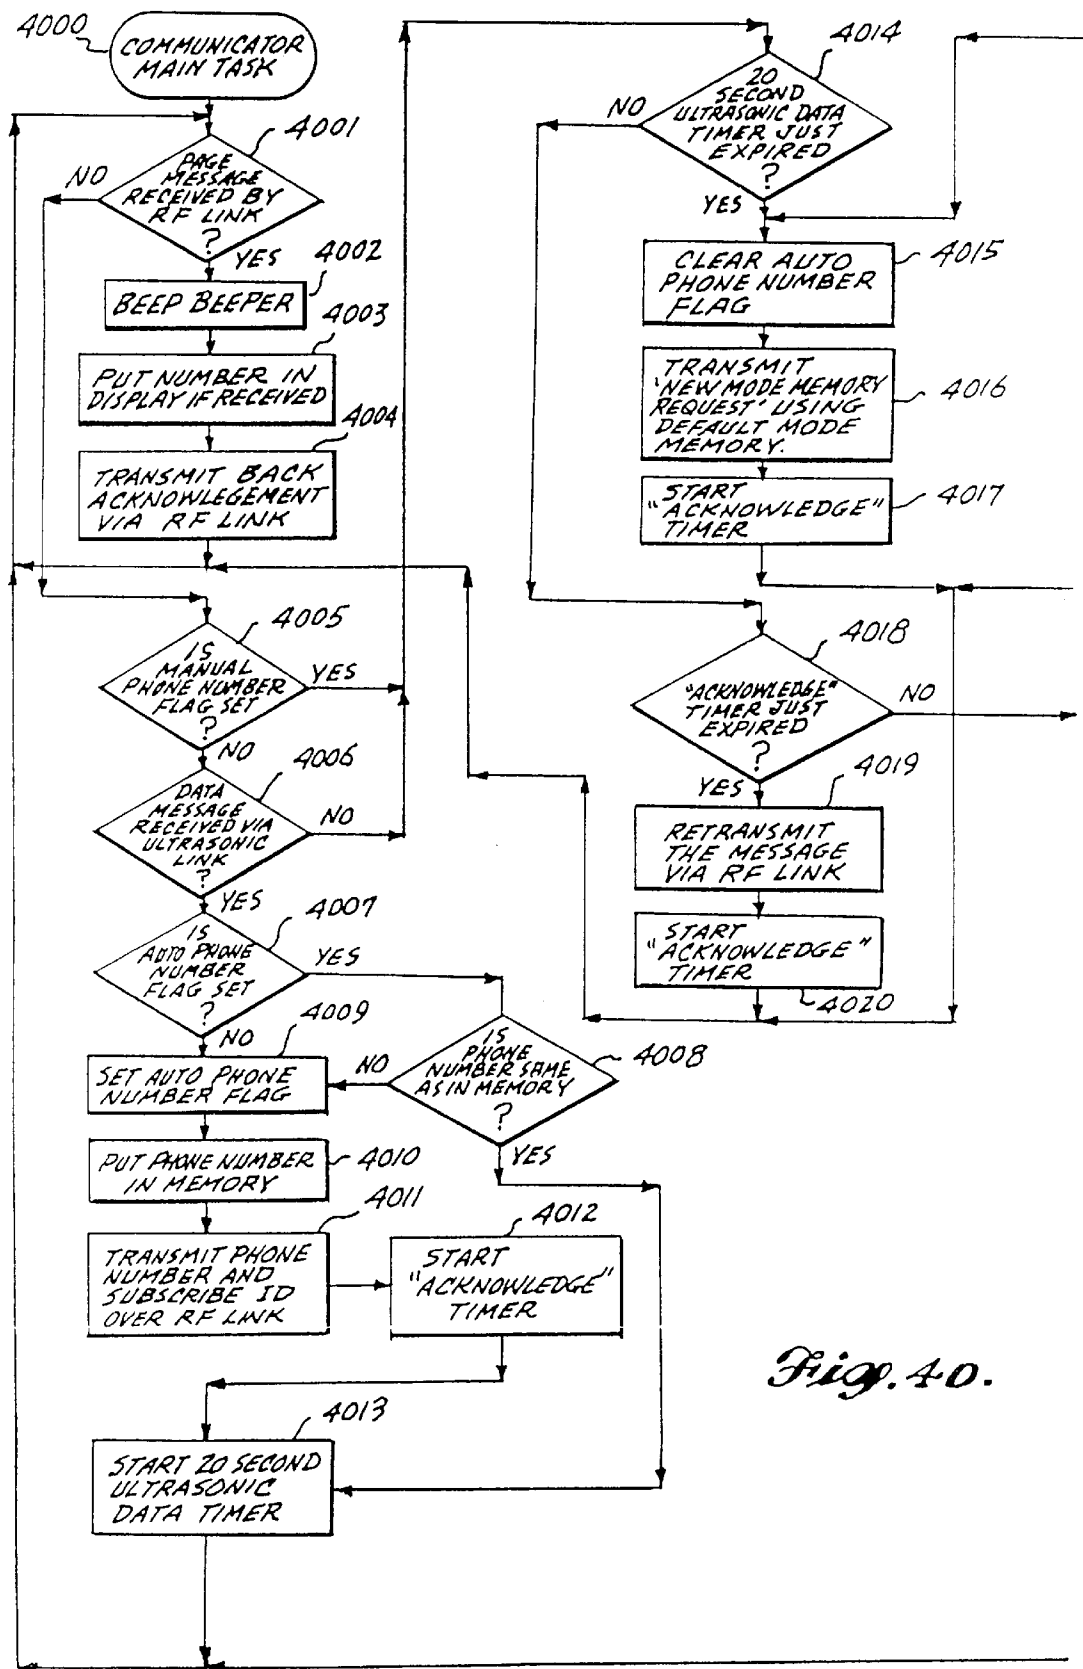 4000
COMMUNICATOR
MAIN TASK
4001
PAGE
MESSAGE
RECEIVED BY
RF LINK
?
NO
YES
4002
BEEP BEEPER
4003
PUT NUMBER IN
DISPLAY IF RECEIVED
4004
TRANSMIT BACK
ACKNOWLEGEMENT
VIA RF LINK
4005
IS
MANUAL
PHONE NUMBER
FLAG SET
?
YES
NO
4006
DATA
MESSAGE
RECEIVED VIA
ULTRASONIC
LINK
?
NO
YES
4007
IS
AUTO PHONE
NUMBER
FLAG SET
?
YES
NO
4008
IS
PHONE
NUMBER SAME
AS IN MEMORY
?
NO
YES
4009
SET AUTO PHONE
NUMBER FLAG
4010
PUT PHONE NUMBER
IN MEMORY
4011
TRANSMIT PHONE
NUMBER AND
SUBSCRIBE ID
OVER RF LINK
4012
START
"ACKNOWLEDGE"
TIMER
4013
START 20 SECOND
ULTRASONIC
DATA TIMER
4014
20
SECOND
ULTRASONIC DATA
TIMER JUST
EXPIRED
?
NO
YES
4015
CLEAR AUTO
PHONE NUMBER
FLAG
4016
TRANSMIT
'NEW MODE MEMORY
REQUEST' USING
DEFAULT MODE
MEMORY.
4017
START
"ACKNOWLEDGE"
TIMER
4018
"ACKNOWLEDGE"
TIMER JUST
EXPIRED
?
NO
YES
4019
RETRANSMIT
THE MESSAGE
VIA RF LINK
START
"ACKNOWLEDGE"
TIMER
4020
Fig. 40.